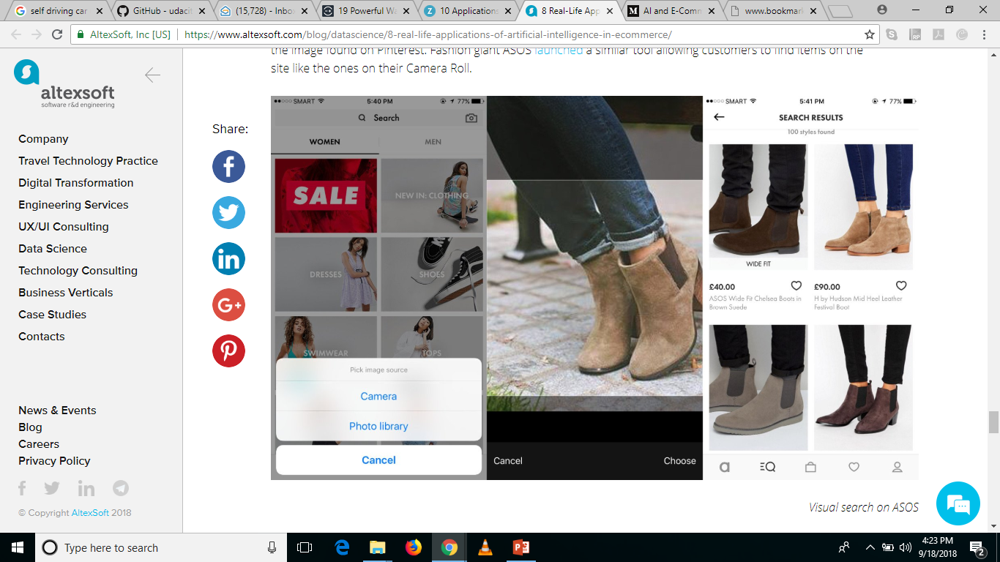 self driving car
GitHub - udacit
(15,728) - Inbox
19 Powerful Wa
10 Applications
8 Real-Life App
AI and E-Comm
www.bookmark
AltexSoft, Inc [US]
https://www.altexsoft.com/blog/datascience/8-real-life-applications-of-artificial-intelligence-in-ecommerce/
altexsoft
software r&d engineering
Company
Travel Technology Practice
Digital Transformation
Engineering Services
UX/UI Consulting
Data Science
Technology Consulting
Business Verticals
Case Studies
Contacts
News & Events
Blog
Careers
Privacy Policy
© Copyright AltexSoft 2018
the image found on Pinterest. Fashion giant ASOS launched a similar tool allowing customers to find items on the
site like the ones on their Camera Roll.
Share:
SMART 5:40 PM 77%
Search
WOMEN MEN
SALE
NEW IN: CLOTHING
DRESSES
SHOES
SWIMWEAR
TOPS
Pick image source
Camera
Photo library
Cancel
Cancel Choose
SMART 5:41 PM 77%
SEARCH RESULTS
100 styles found
WIDE FIT
£40.00
ASOS Wide Fit Chelsea Boots in
Brown Suede
£90.00
H by Hudson Mid Heel Leather
Festival Boot
Visual search on ASOS
Type here to search
4:23 PM
9/18/2018
2